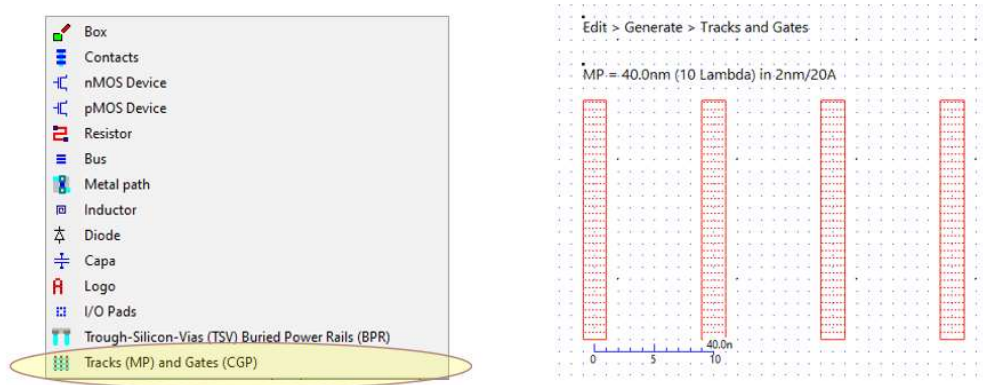 Box
Contacts
nMOS Device
pMOS Device
Resistor
Bus
Metal path
Inductor
Diode
Capa
Logo
I/O Pads
Trough-Silicon-Vias (TSV) Buried Power Rails (BPR)
Tracks (MP) and Gates (CGP)
Edit > Generate > Tracks and Gates
MP = 40.0nm (10 Lambda) in 2nm/20A
40.0n
0 5 10